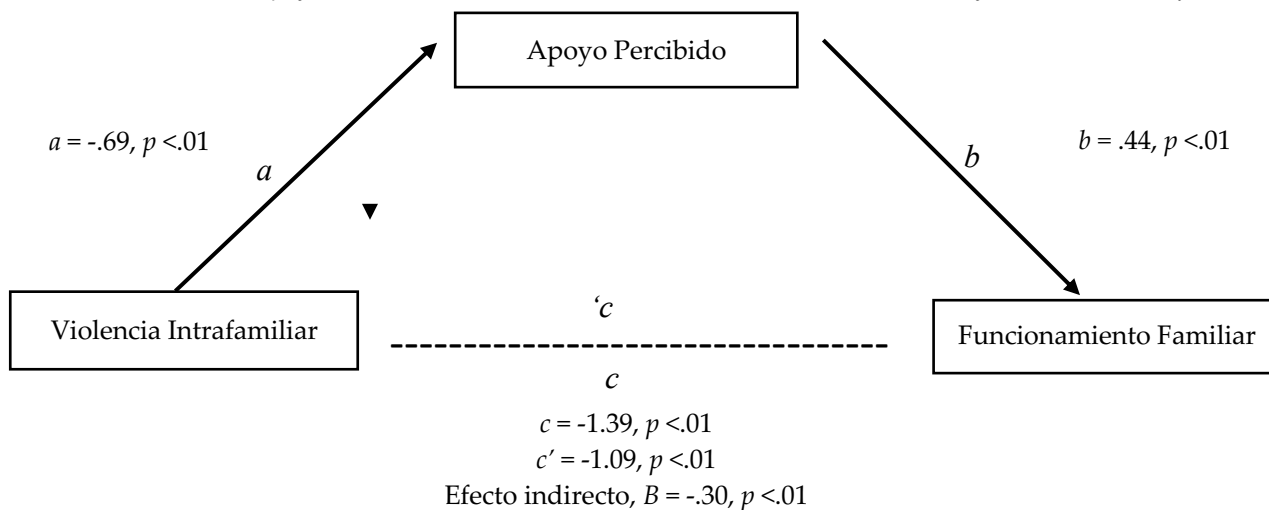 Apoyo Percibido
a = -.69, p <.01
b = .44, p <.01
a
b
Violencia Intrafamiliar
‘c
Funcionamiento Familiar
c
c = -1.39, p <.01
c’ = -1.09, p <.01
Efecto indirecto, B = -.30, p <.01